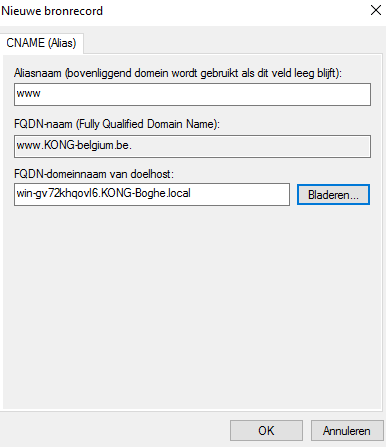 Nieuwe bronrecord
CNAME (Alias)
Aliasnaam (bovenliggend domein wordt gebruikt als dit veld leeg blijft):
www
FQDN-naam (Fully Qualified Domain Name):
www.KONG-belgium.be.
FQDN-domeinnaam van doelhost:
win-gv72khqovl6.KONG-Boghe.local
Bladeren...
OK
Annuleren